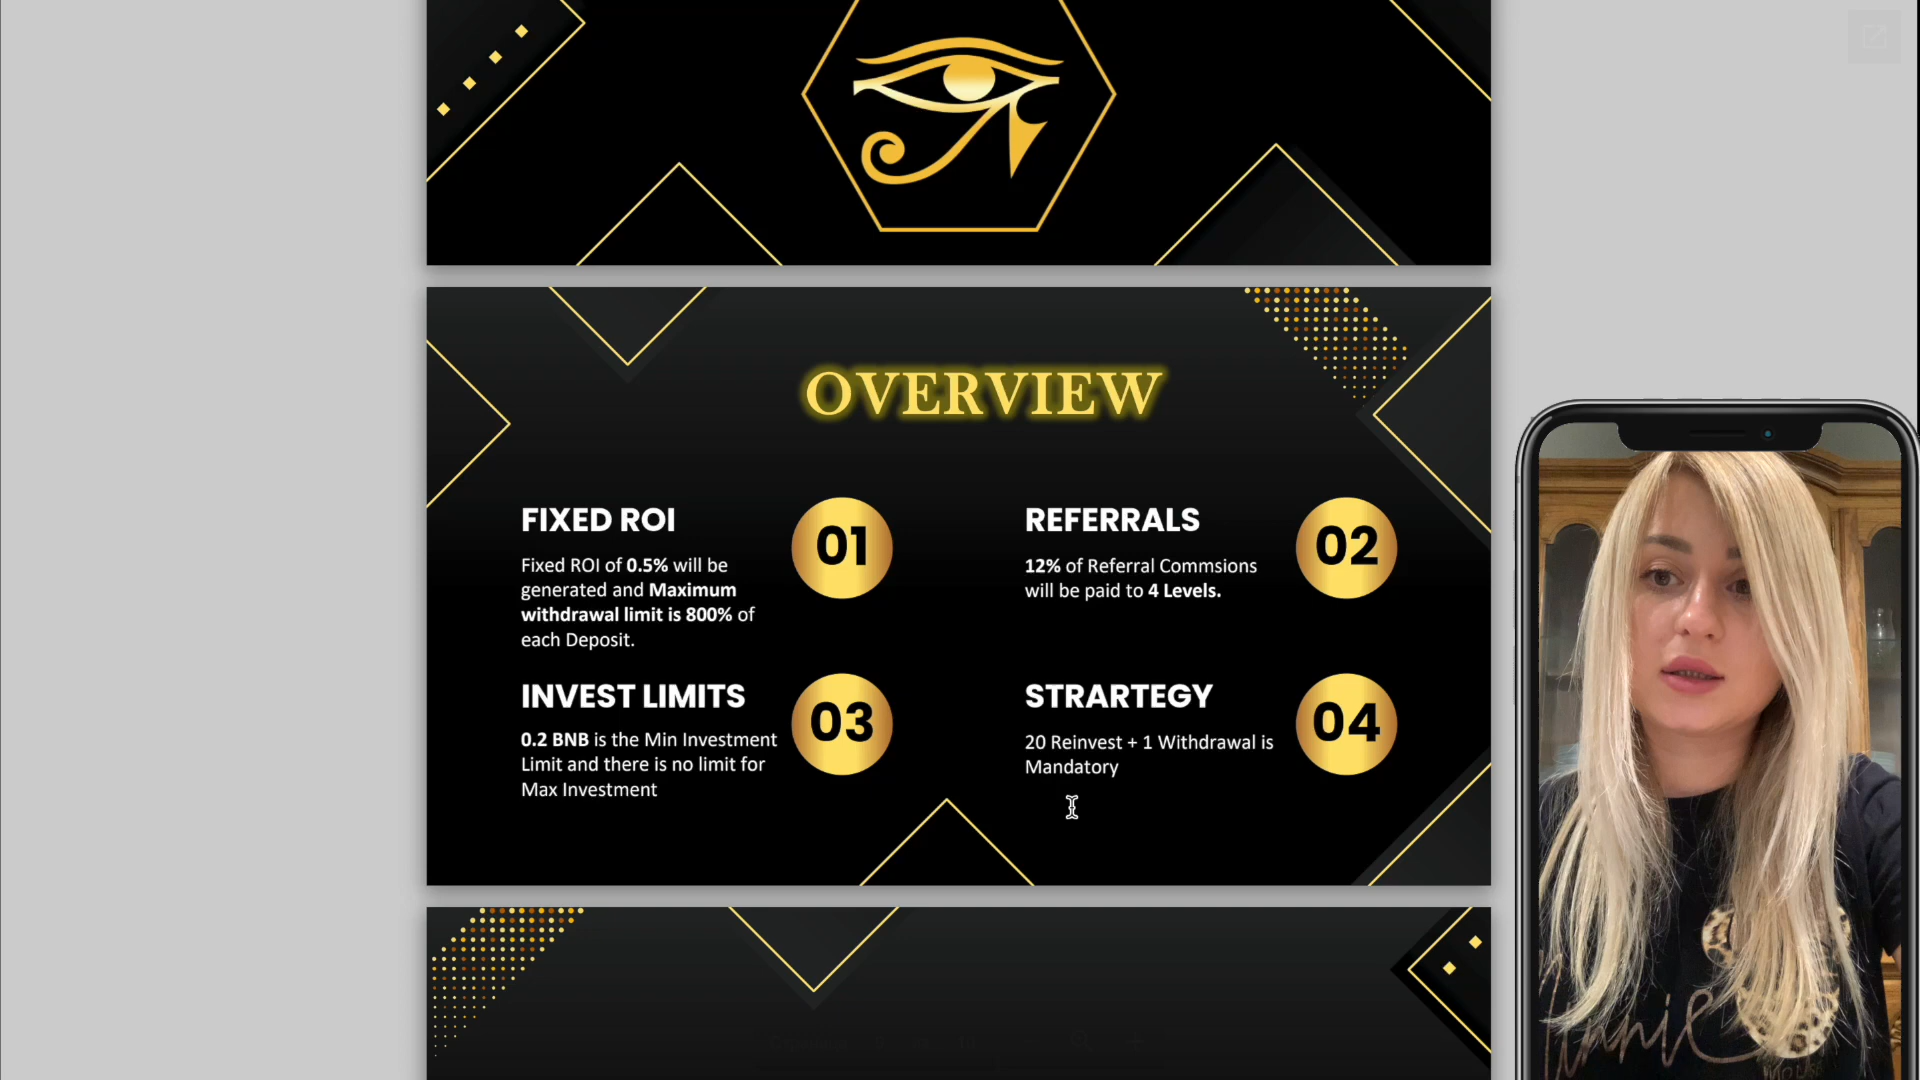 OVERVIEW
FIXED ROI
01
Fixed ROI of 0.5% will be
generated and Maximum
withdrawal limit is 800% of
each Deposit.
REFERRALS
02
12% of Referral Commsions
will be paid to 4 Levels.
INVEST LIMITS
03
0.2 BNB is the Min Investment
Limit and there is no limit for
Max Investment
STRARTEGY
04
20 Reinvest + 1 Withdrawal is
Mandatory